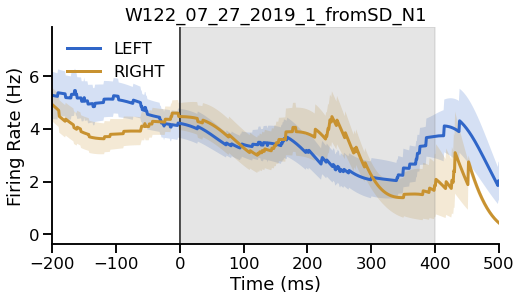 W122_07_27_2019_1_fromSD_N1
LEFT
RIGHT
Firing Rate (Hz)
6
4
2
0
−200 −100 0 100 200 300 400 500
Time (ms)